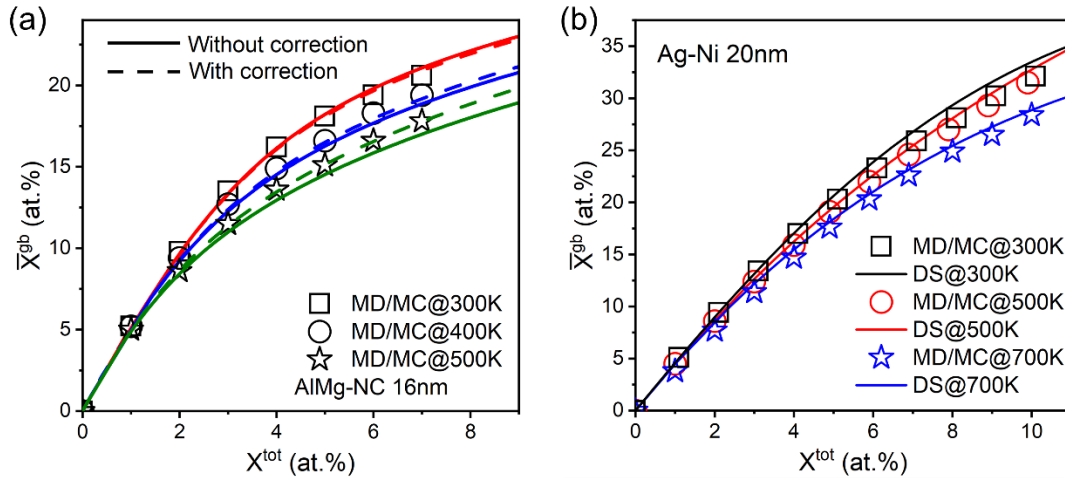 (a)
Without correction
With correction
MD/MC@300K
MD/MC@400K
MD/MC@500K
AlMg-NC 16nm
20
15
10
5
0
0
2
4
6
8
X̅ᵍᵇ (at.%)
Xᵗᵒᵗ (at.%)
(b)
Ag-Ni 20nm
MD/MC@300K
DS@300K
MD/MC@500K
DS@500K
MD/MC@700K
DS@700K
35
30
25
20
15
10
5
0
0
2
4
6
8
10
X̅ᵍᵇ (at.%)
Xᵗᵒᵗ (at.%)